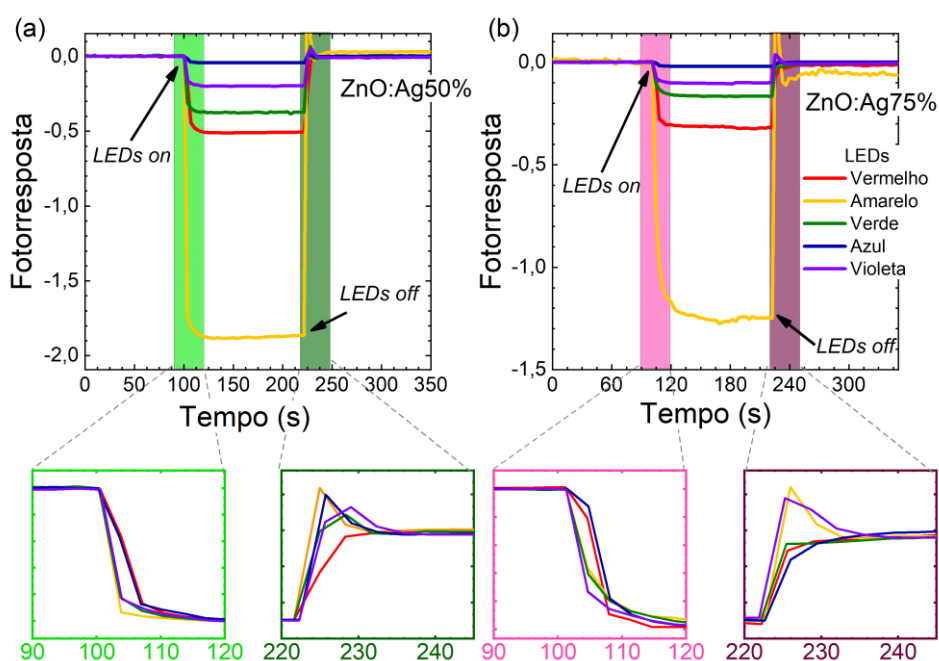 (a)
(b)
0,0
-0,5
-1,0
-1,5
-2,0
Fotorresposta
ZnO:Ag50%
LEDs on
LEDs off
0 50 100 150 200 250 300 350
Tempo (s)
0,0
-0,5
-1,0
-1,5
Fotorresposta
ZnO:Ag75%
LEDs on
LEDs
Vermelho
Amarelo
Verde
Azul
Violeta
LEDs off
0 60 120 180 240 300
Tempo (s)
90 100 110 120
220 230 240
90 100 110 120
220 230 240